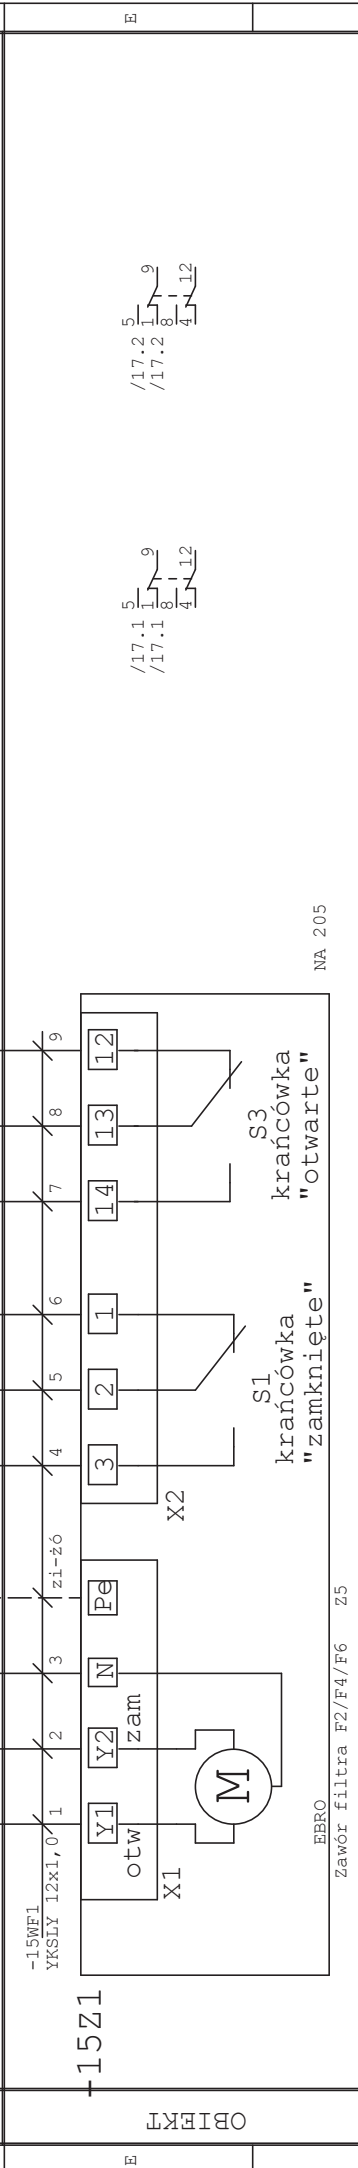 E
OBIEKT
-15Z1
-15WF1
YKSLY 12x1,0
1 2 3 zi-żó 4 5 6 7 8 9
Y1 Y2 N Pe 3 2 1 14 13 12
otw zam
X1
X2
M
S1
krańcówka
"zamknięte"
S3
krańcówka
"otwarte"
EBRO
NA 205
Zawór filtra F2/F4/F6 Z5
5
/17.1 1 9
/17.1 8
4 12
5
/17.2 1 9
/17.2 8
4 12
E